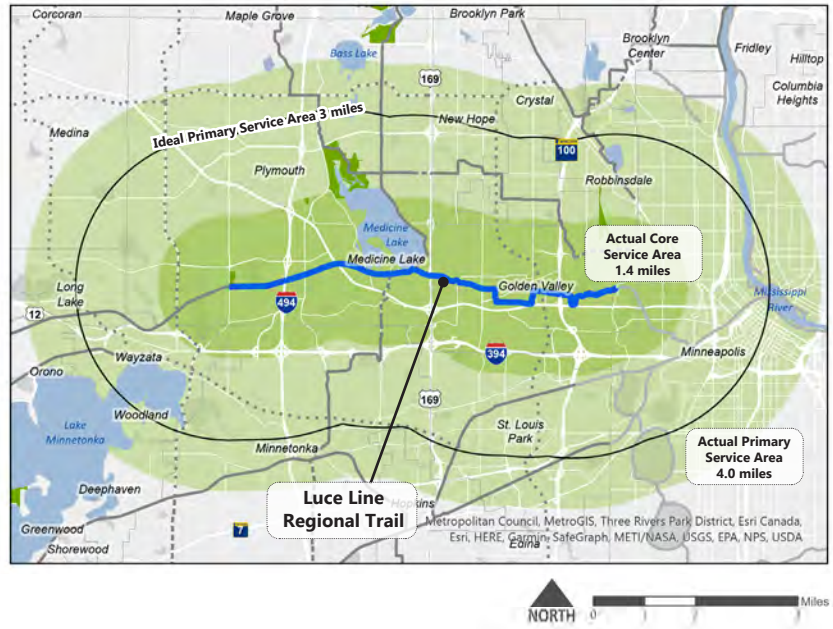 Corcoran
Maple Grove
Brooklyn Park
Bass Lake
Brooklyn
Center
Fridley
Hilltop
169
Columbia
Heights
Crystal
Ideal Primary Service Area 3 miles
New Hope
Medina
100
Plymouth
Robbinsdale
Medicine
Lake
Actual Core
Service Area
1.4 miles
Medicine Lake
Long
Lake
Golden Valley
494
Mississippi
River
12
Wayzata
394
Minneapolis
Orono
169
Woodland
Lake
Minnetonka
St. Louis
Park
Minnetonka
Actual Primary
Service Area
4.0 miles
Deephaven
Luce Line
Regional Trail
Hopkins
Greenwood
7
Metropolitan Council, MetroGIS, Three Rivers Park District, Esri Canada,
Esri, HERE, Garmin, SafeGraph, METI/NASA, USGS, EPA, NPS, USDA
Edina
Shorewood
NORTH
0
Miles